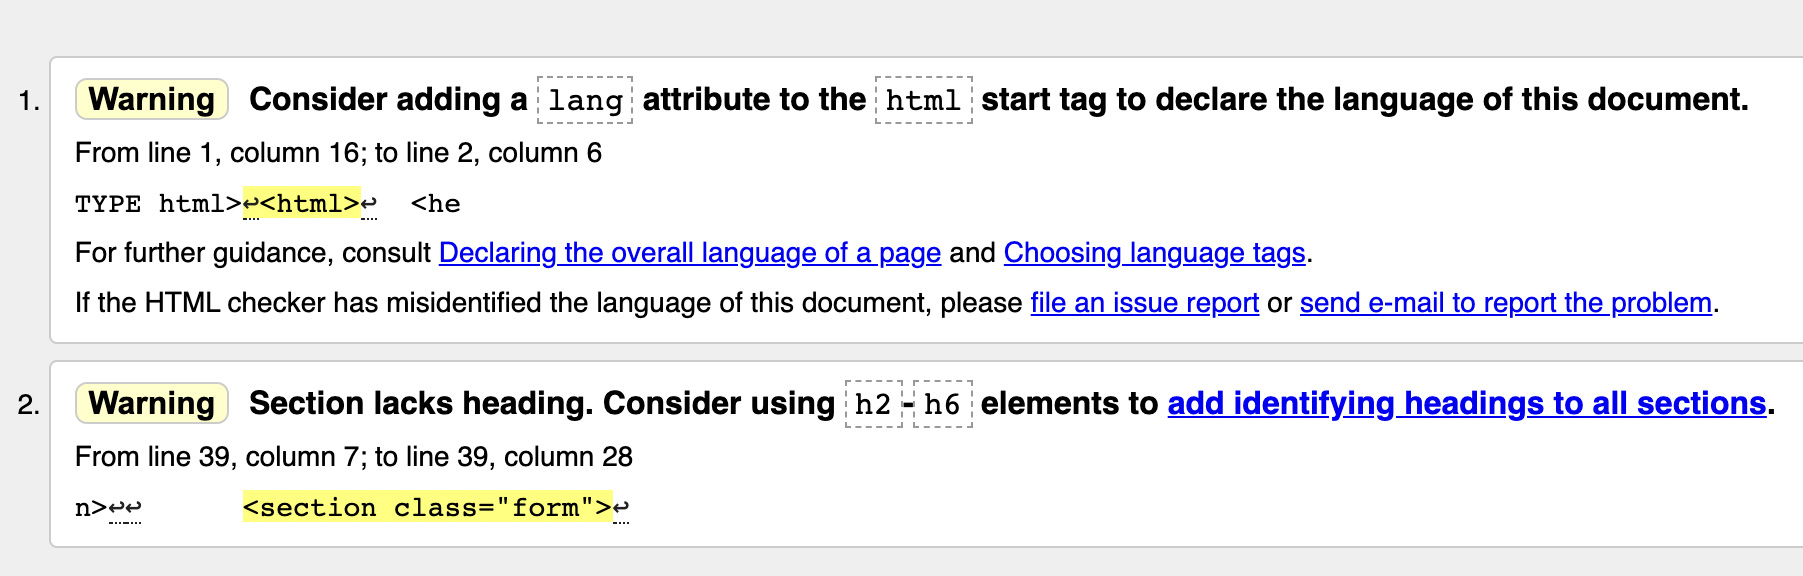 1. Warning Consider adding a lang attribute to the html start tag to declare the language of this document.
From line 1, column 16; to line 2, column 6
TYPE html>↩<html>↩  <he
For further guidance, consult Declaring the overall language of a page and Choosing language tags.
If the HTML checker has misidentified the language of this document, please file an issue report or send e-mail to report the problem.
2. Warning Section lacks heading. Consider using h2-h6 elements to add identifying headings to all sections.
From line 39, column 7; to line 39, column 28
n>↩↩      <section class="form">↩